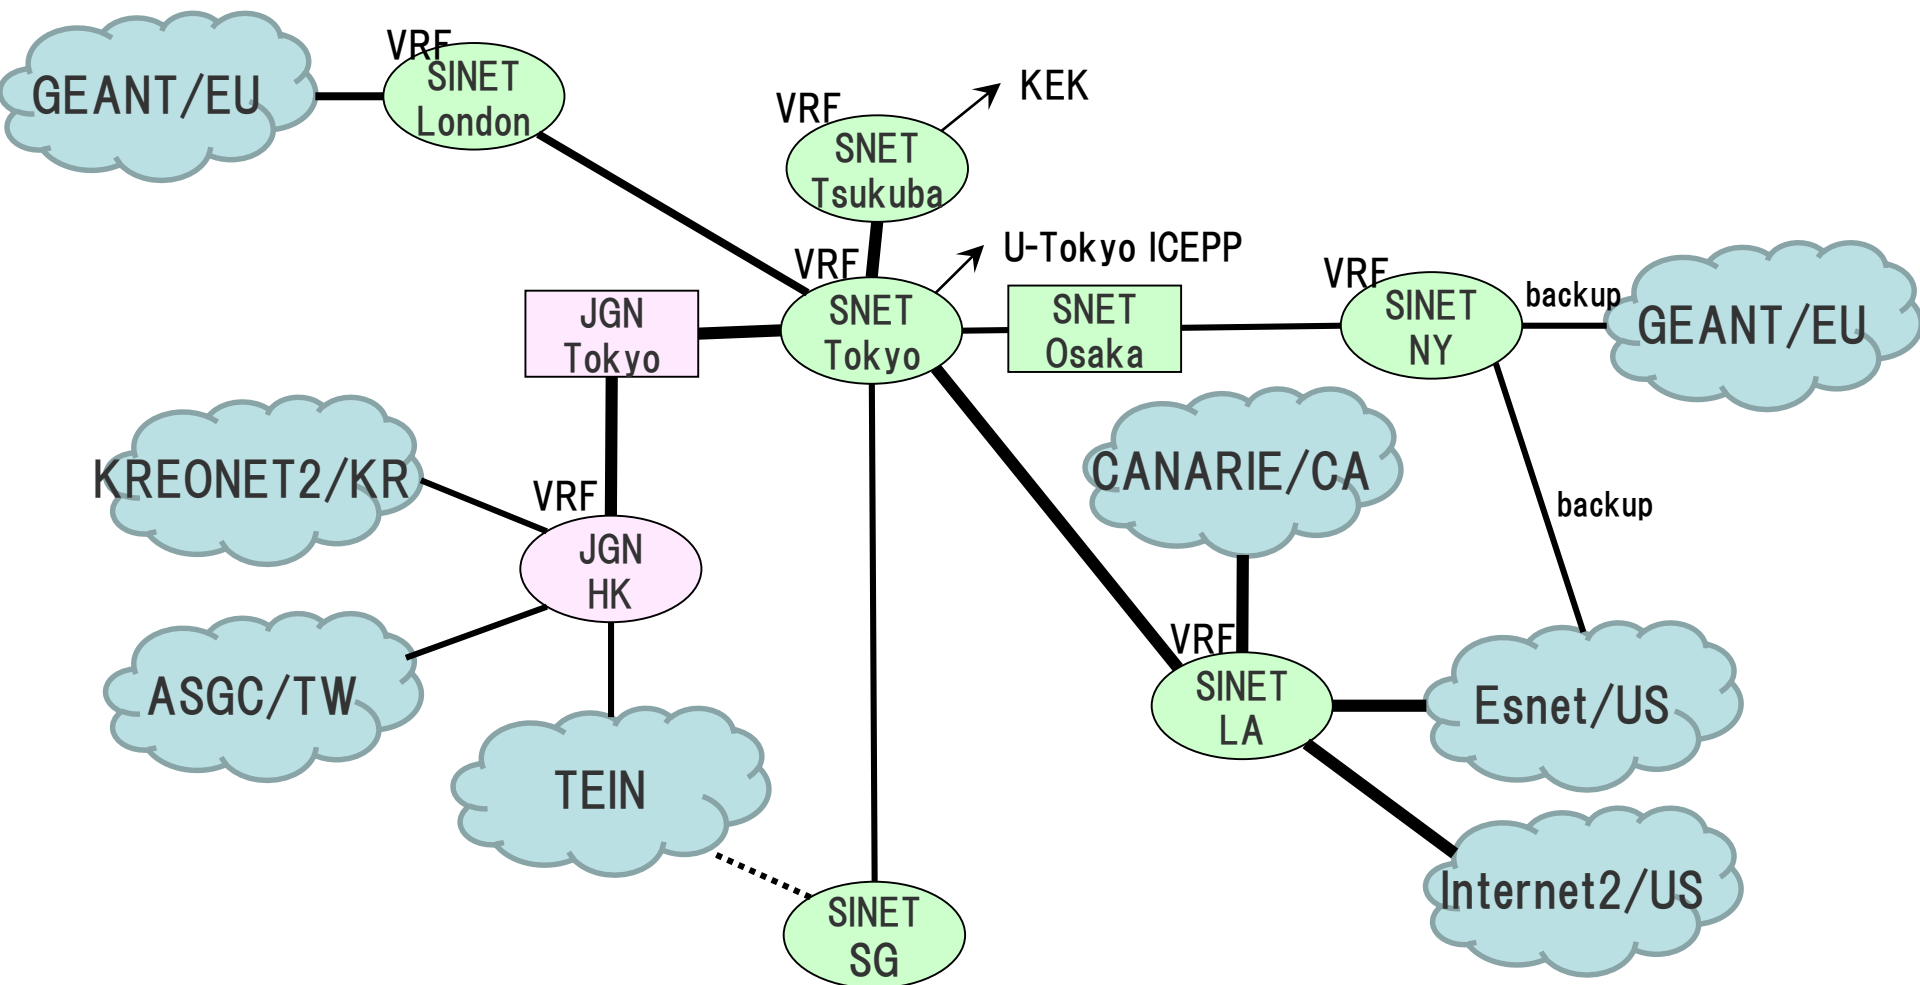 VRF
SINET
London
GEANT/EU
KEK
VRF
SNET
Tsukuba
U-Tokyo ICEPP
VRF
SNET
Tokyo
JGN
Tokyo
SNET
Osaka
VRF
SINET
NY
backup
GEANT/EU
CANARIE/CA
backup
KREONET2/KR
VRF
JGN
HK
ASGC/TW
TEIN
VRF
SINET
LA
Esnet/US
Internet2/US
SINET
SG